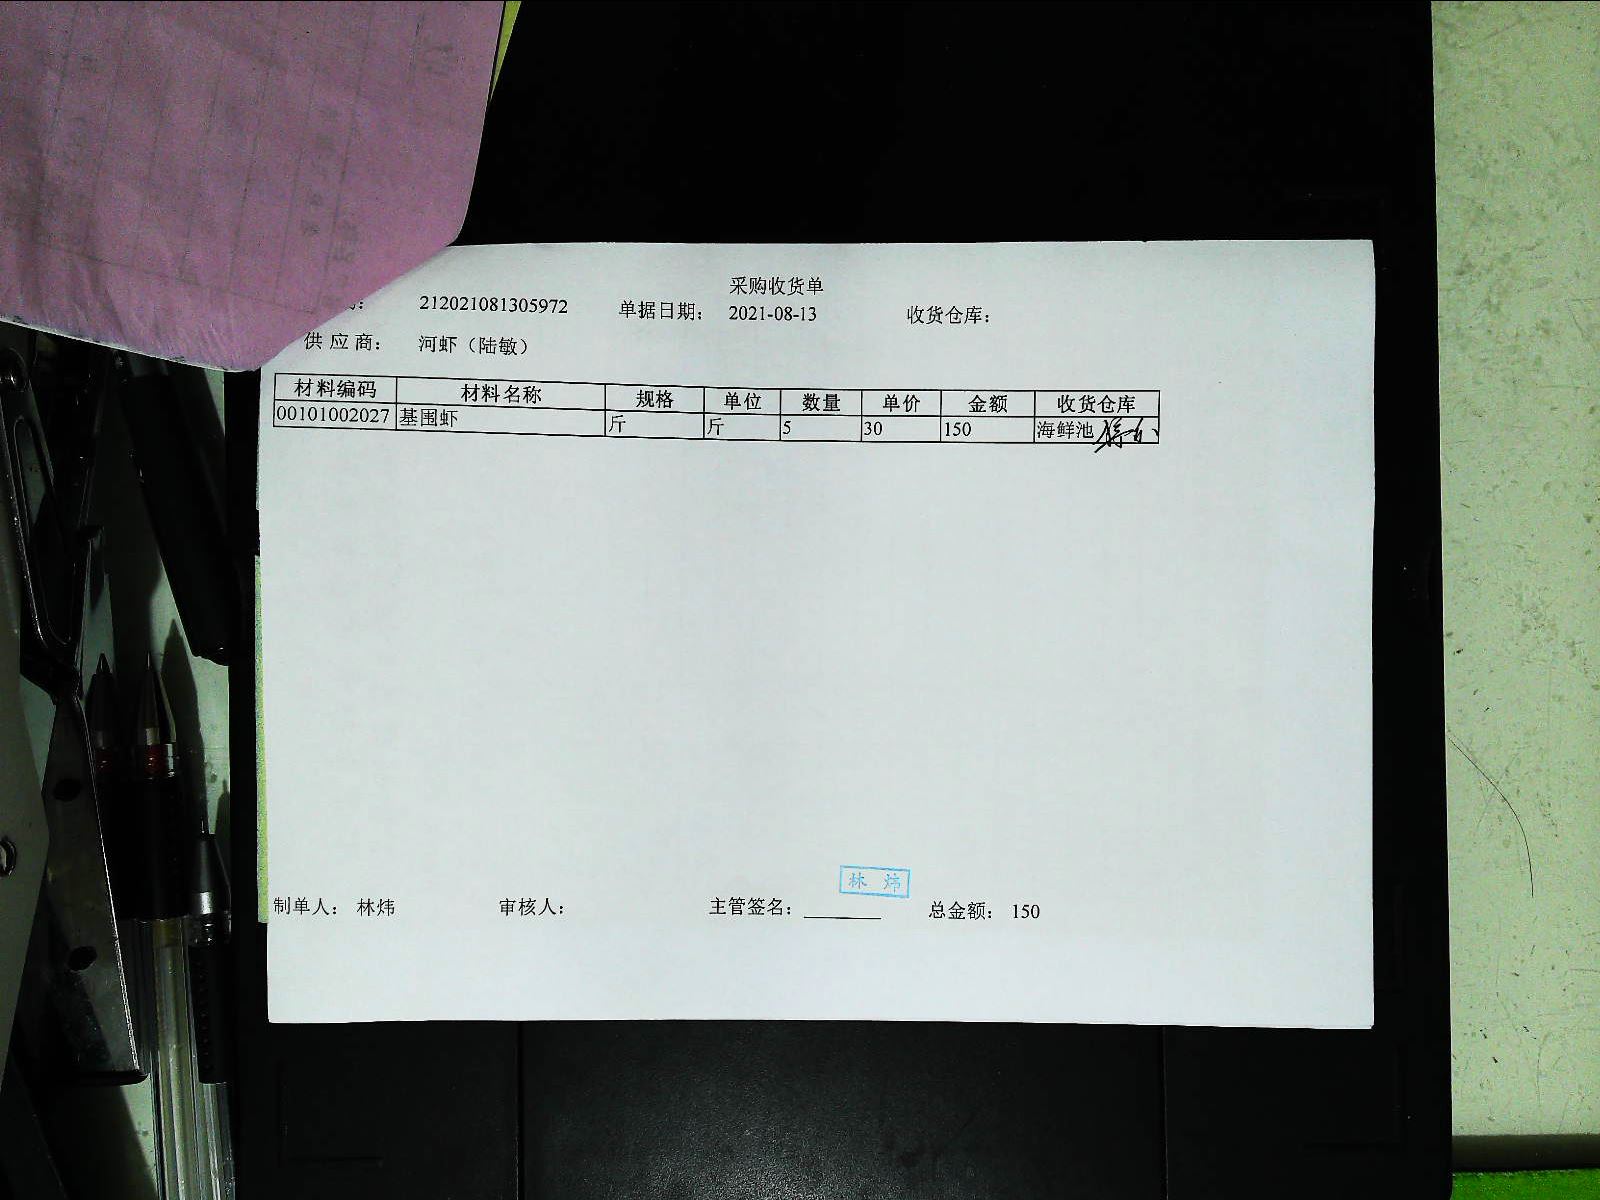 采购收货单
212021081305972 单据日期： 2021-08-13 收货仓库：
供应商： 河虾（陆敏）
材料编码 材料名称 规格 单位 数量 单价 金额 收货仓库
00101002027 基围虾 斤 斤 5 30 150 海鲜池
林炜
制单人： 林炜 审核人： 主管签名： 总金额： 150